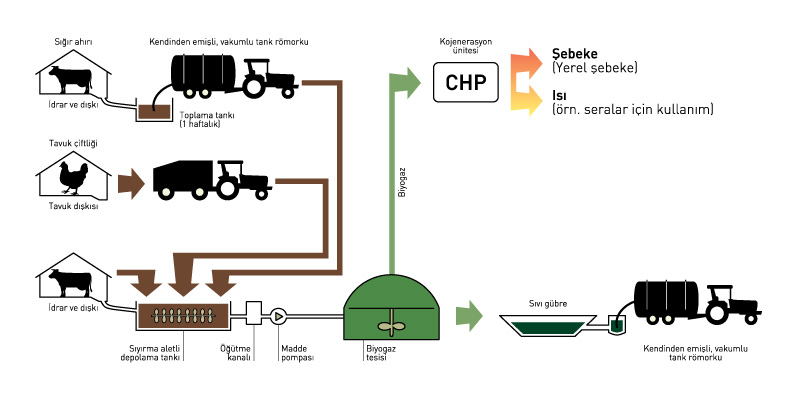 Sığır ahırı
Kendinden emişli, vakumlu tank römorku
İdrar ve dışkı
Toplama tankı
(1 haftalık)
Kojenerasyon
ünitesi
CHP
Şebeke
(Yerel şebeke)
Isı
(örn. seralar için kullanım)
Tavuk çiftliği
Tavuk dışkısı
Biyogaz
İdrar ve dışkı
Sıyırma aletli
depolama tankı
Öğütme
kanalı
Madde
pompası
Biyogaz
tesisi
Sıvı gübre
Kendinden emişli, vakumlu
tank römorku